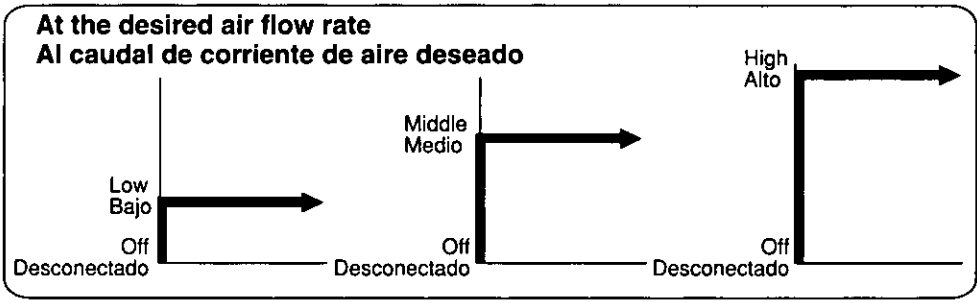 At the desired air flow rate
Al caudal de corriente de aire deseado
Low
Bajo
Off
Desconectado
Middle
Medio
Off
Desconectado
High
Alto
Off
Desconectado